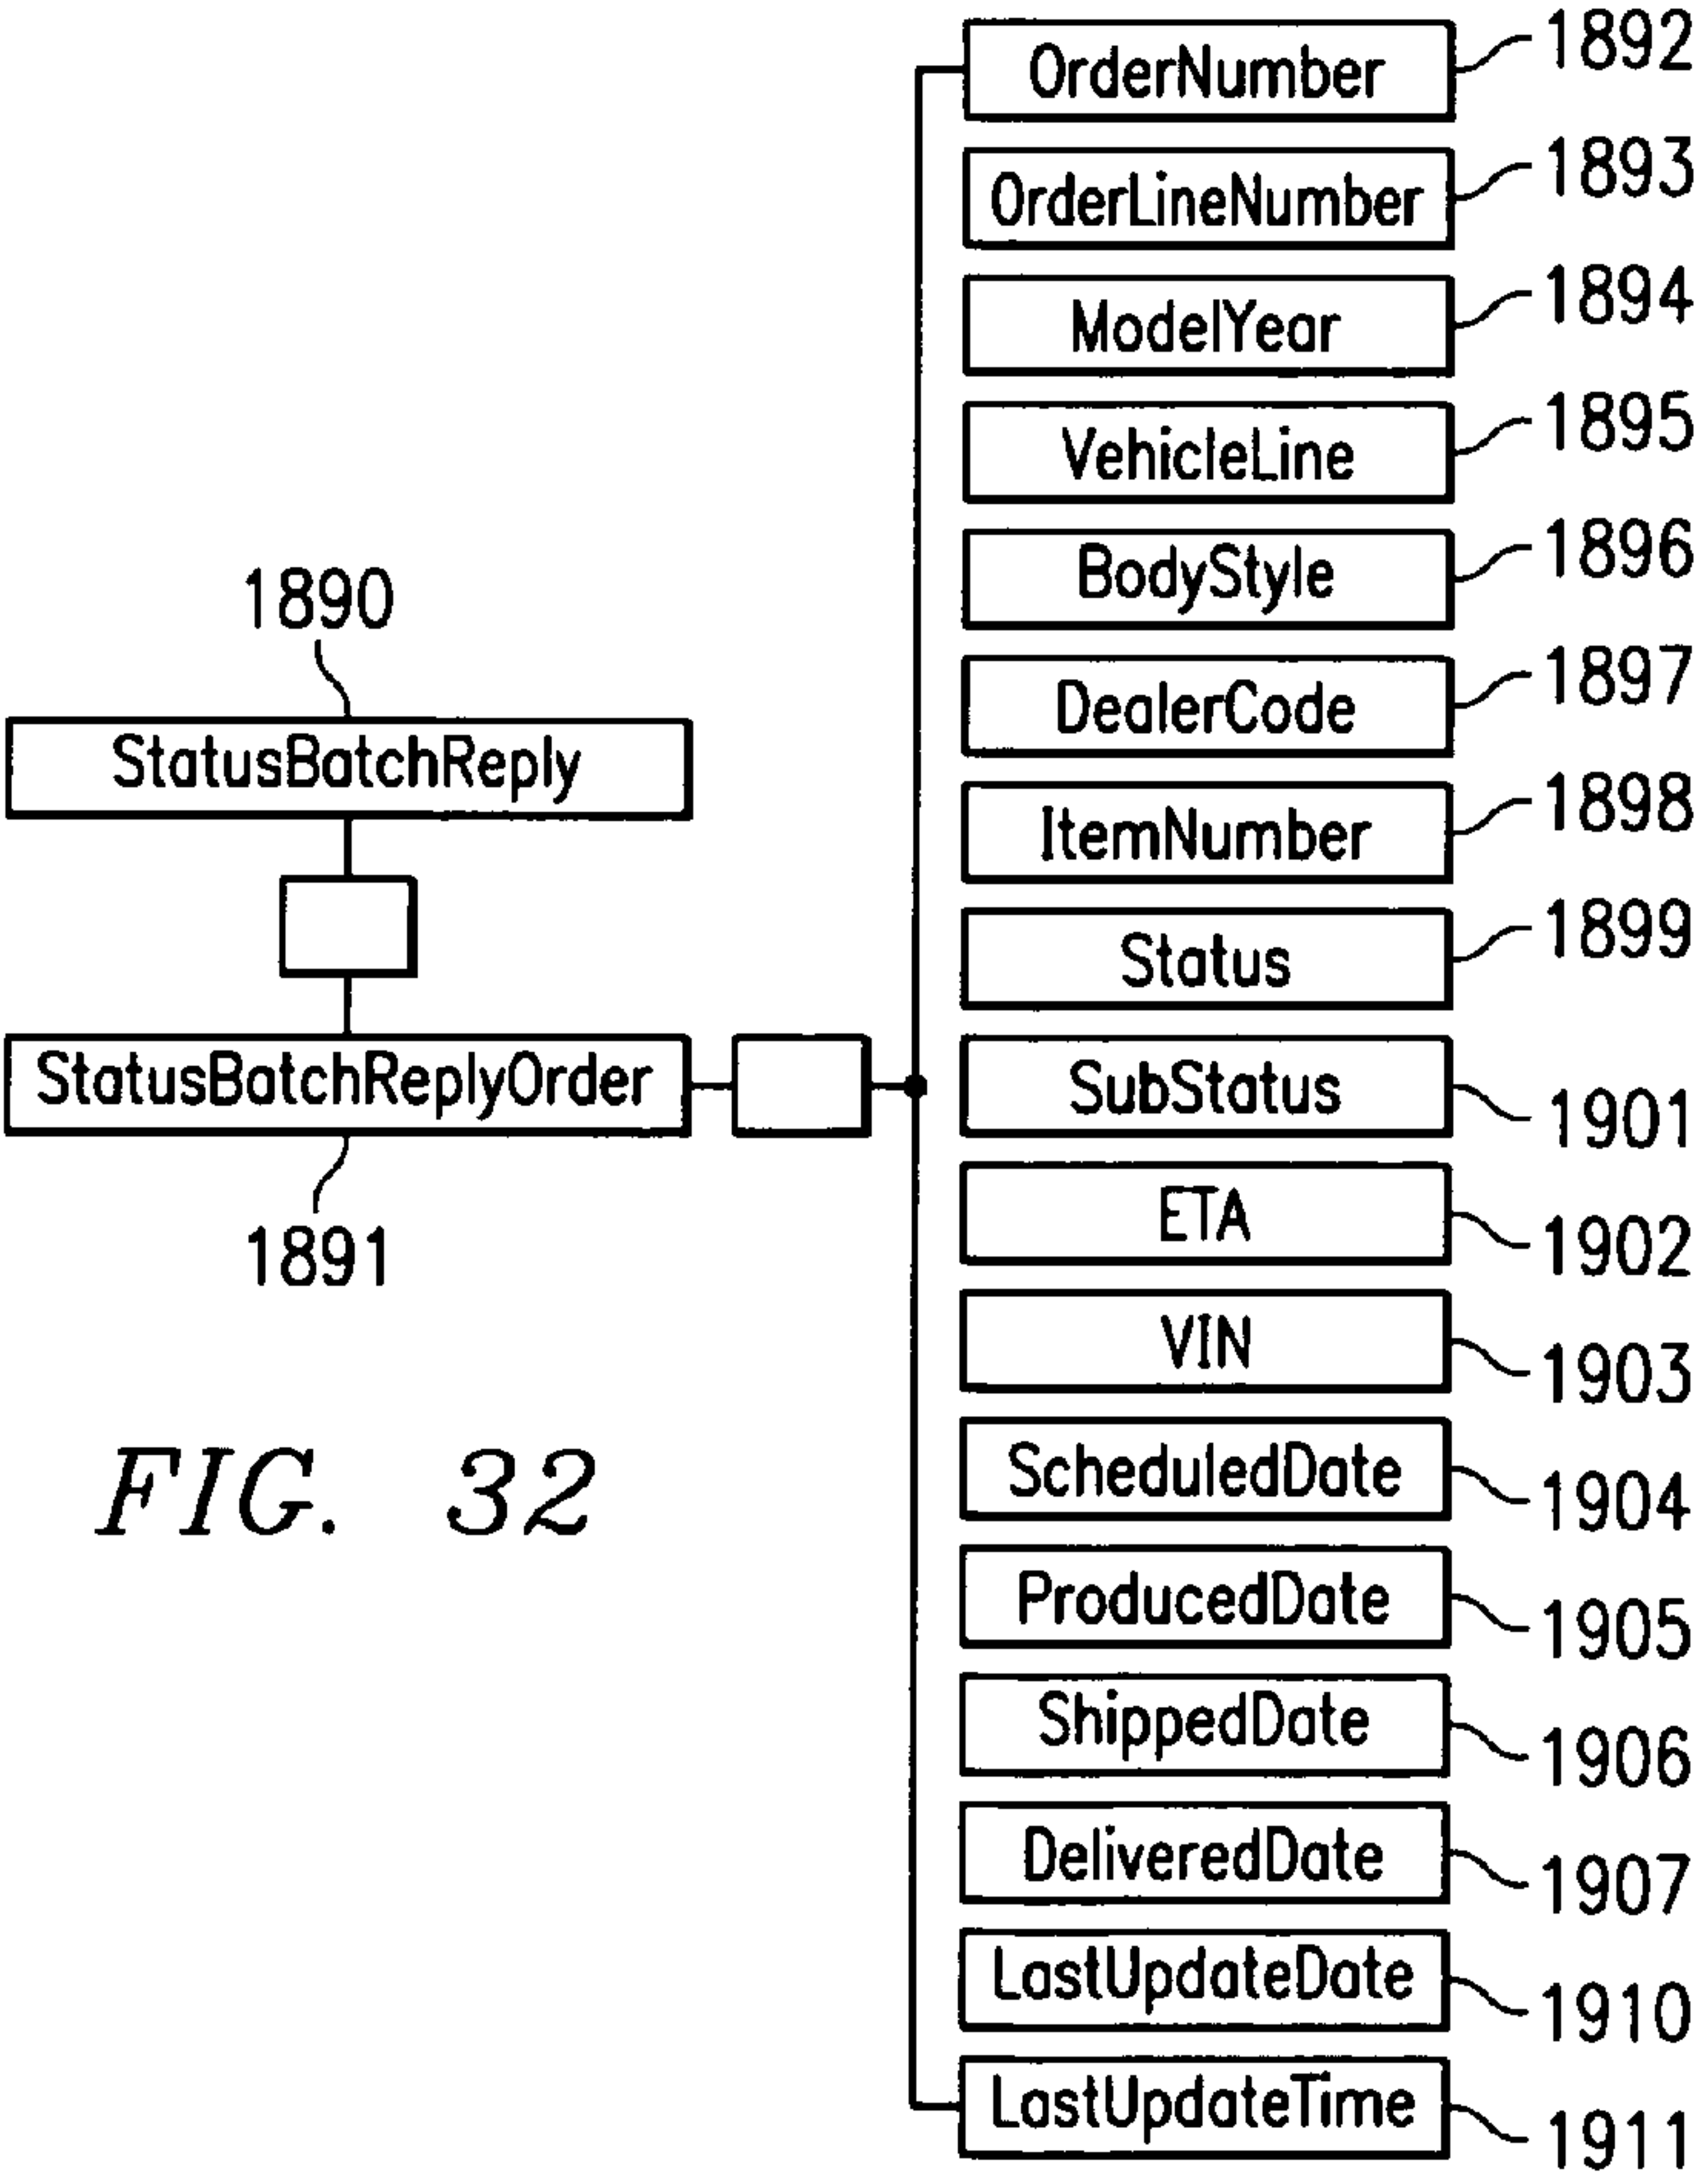 OrderNumber 1892
OrderLineNumber 1893
ModelYear 1894
VehicleLine 1895
BodyStyle 1896
1890
DealerCode 1897
StatusBatchReply
ItemNumber 1898
Status 1899
StatusBatchReplyOrder
SubStatus 1901
1891
ETA 1902
VIN 1903
FIG. 32
ScheduledDate 1904
ProducedDate 1905
ShippedDate 1906
DeliveredDate 1907
LastUpdateDate 1910
LastUpdateTime 1911